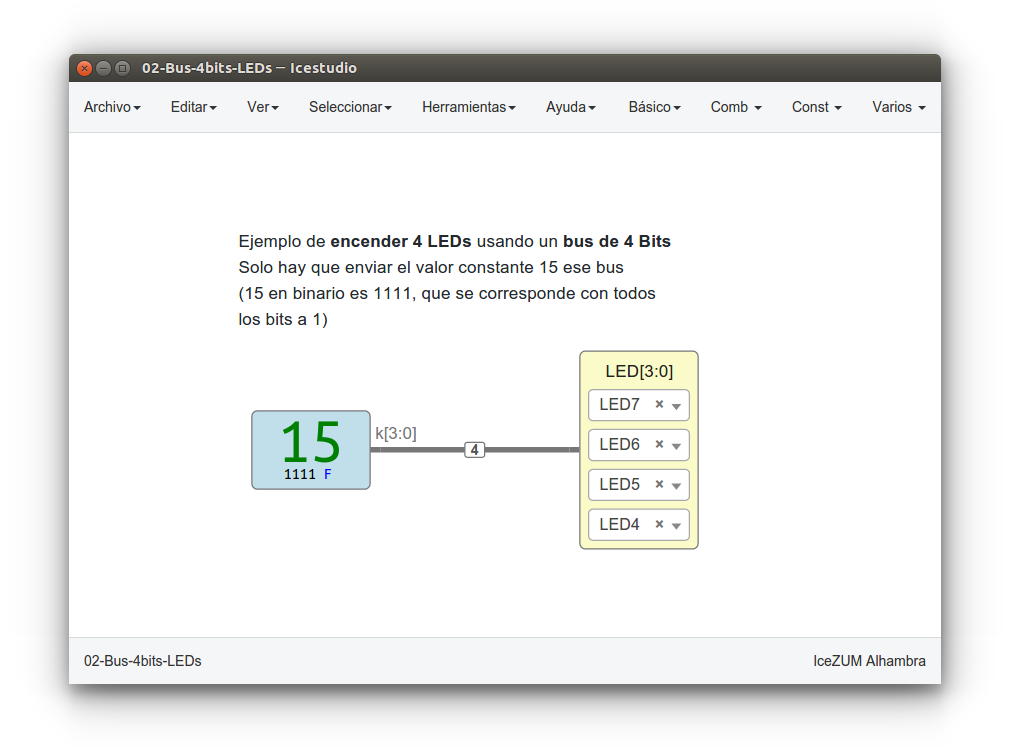 02-Bus-4bits-LEDs — Icestudio
Archivo Editar Ver Seleccionar Herramientas Ayuda Básico Comb Const Varios
Ejemplo de encender 4 LEDs usando un bus de 4 Bits
Solo hay que enviar el valor constante 15 ese bus
(15 en binario es 1111, que se corresponde con todos
los bits a 1)
LED[3:0]
LED7
15
k[3:0]
LED6
4
1111 F
LED5
LED4
02-Bus-4bits-LEDs
IceZUM Alhambra